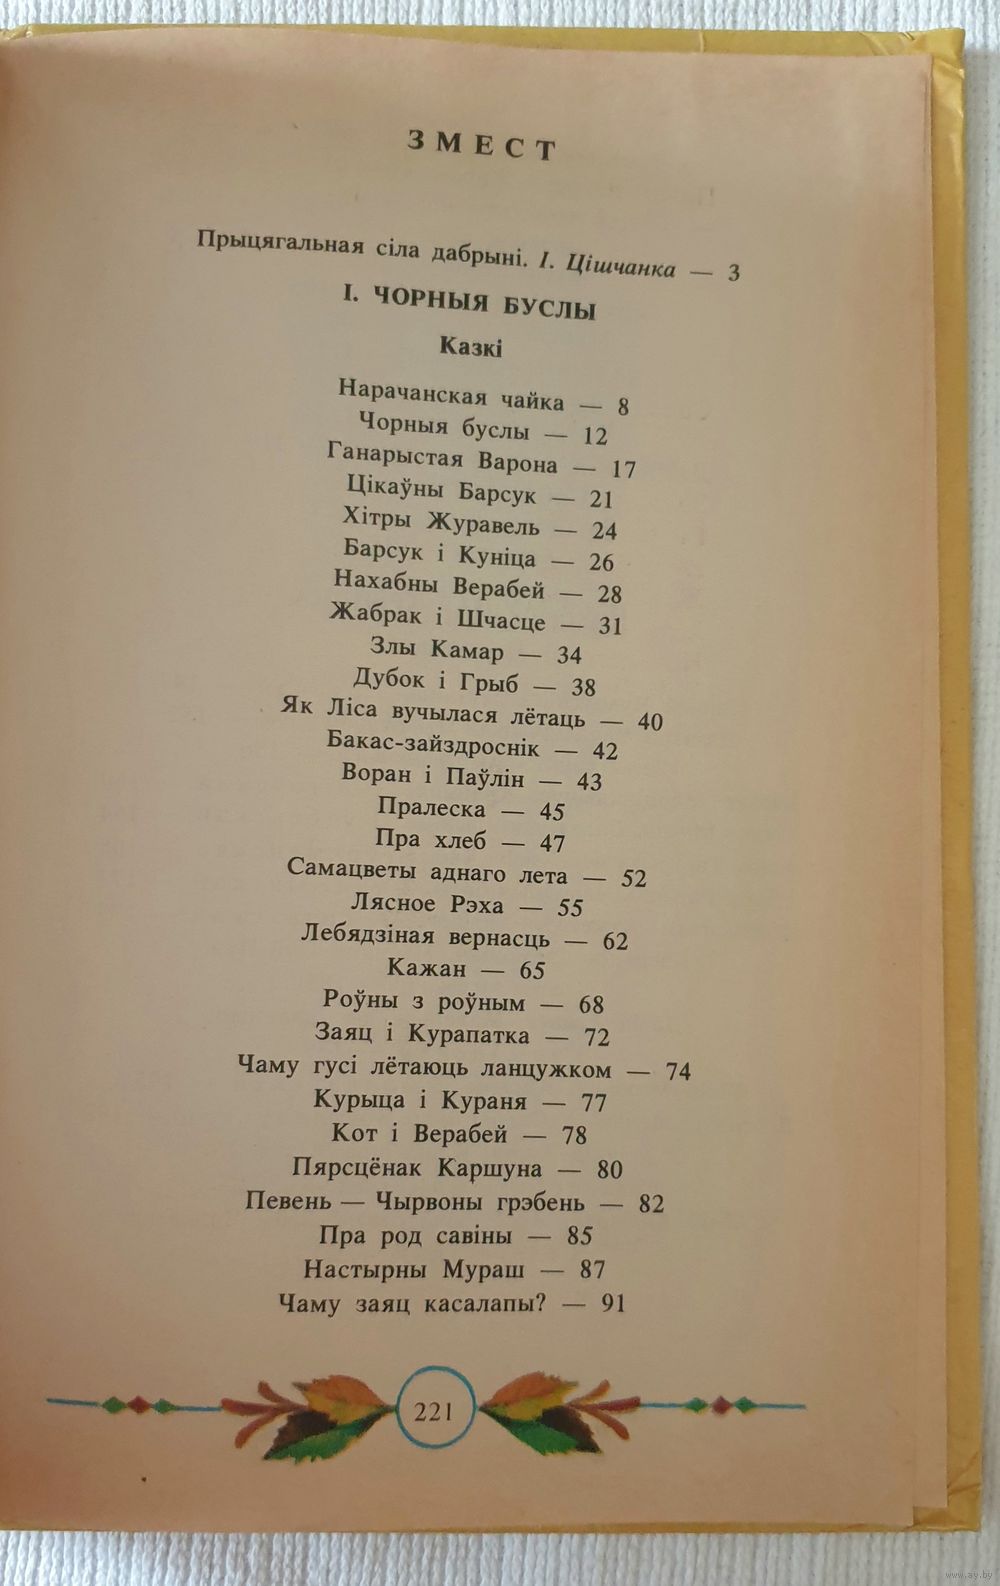 ЗМЕСТ
Прыцягальная сіла дабрыні. І. Цішчанка — 3
І. ЧОРНЫЯ БУСЛЫ
Казкі
Нарачанская чайка — 8
Чорныя буслы — 12
Ганарыстая Варона — 17
Цікаўны Барсук — 21
Хітры Журавель — 24
Барсук і Куніца — 26
Нахабны Верабей — 28
Жабрак і Шчасце — 31
Злы Камар — 34
Дубок і Грыб — 38
Як Ліса вучылася лётаць — 40
Бакас-зайздроснік — 42
Воран і Паўлін — 43
Пралеска — 45
Пра хлеб — 47
Самацветы аднаго лета — 52
Лясное Рэха — 55
Лебядзіная вернасць — 62
Кажан — 65
Роўны з роўным — 68
Заяц і Курапатка — 72
Чаму гусі лётаюць ланцужком — 74
Курыца і Кураня — 77
Кот і Верабей — 78
Пярсцёнак Каршуна — 80
Певень — Чырвоны грэбень — 82
Пра род савіны — 85
Настырны Мураш — 87
Чаму заяц касалапы? — 91
221
www.ay.by